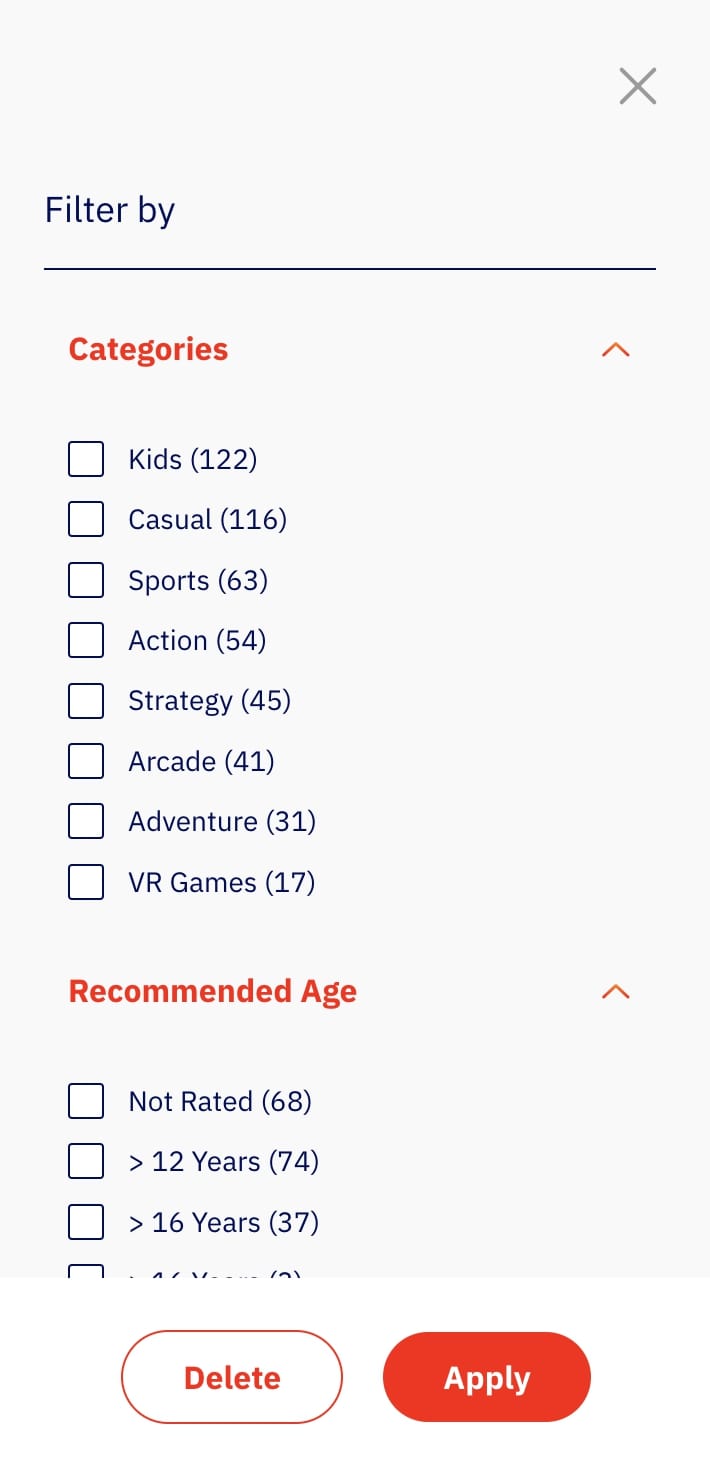 Filter by
Categories
Kids (122)
Casual (116)
Sports (63)
Action (54)
Strategy (45)
Arcade (41)
Adventure (31)
VR Games (17)
Recommended Age
Not Rated (68)
> 12 Years (74)
> 16 Years (37)
Delete
Apply